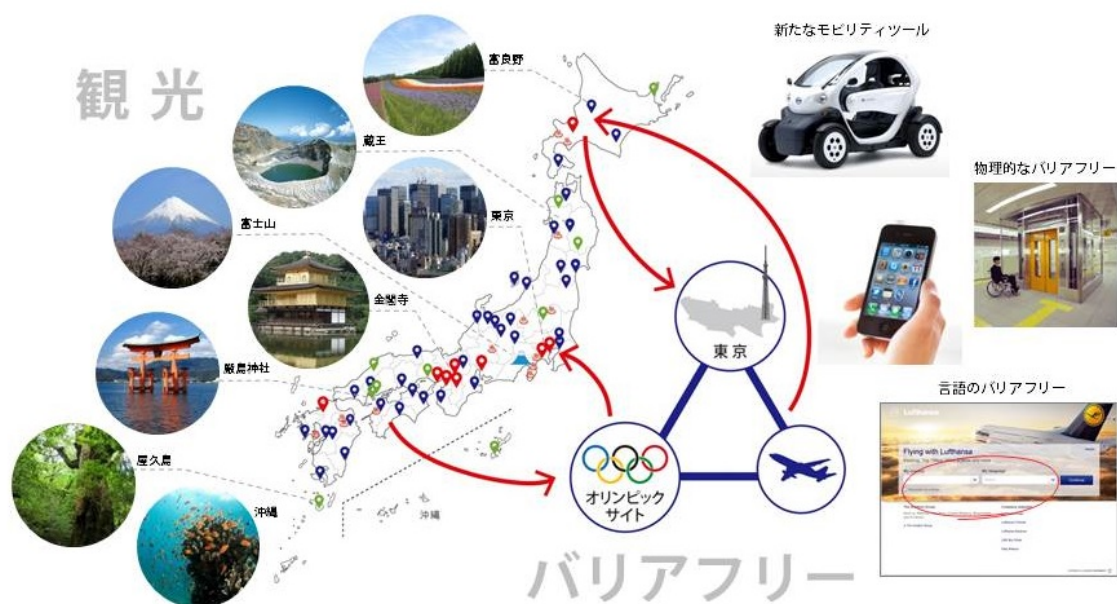 観光
富良野
蔵王
東京
富士山
金閣寺
厳島神社
屋久島
沖縄
沖縄
東京
オリンピック
サイト
バリアフリー
新たなモビリティツール
物理的なバリアフリー
言語のバリアフリー
Lufthansa
Flying with Lufthansa
Continue